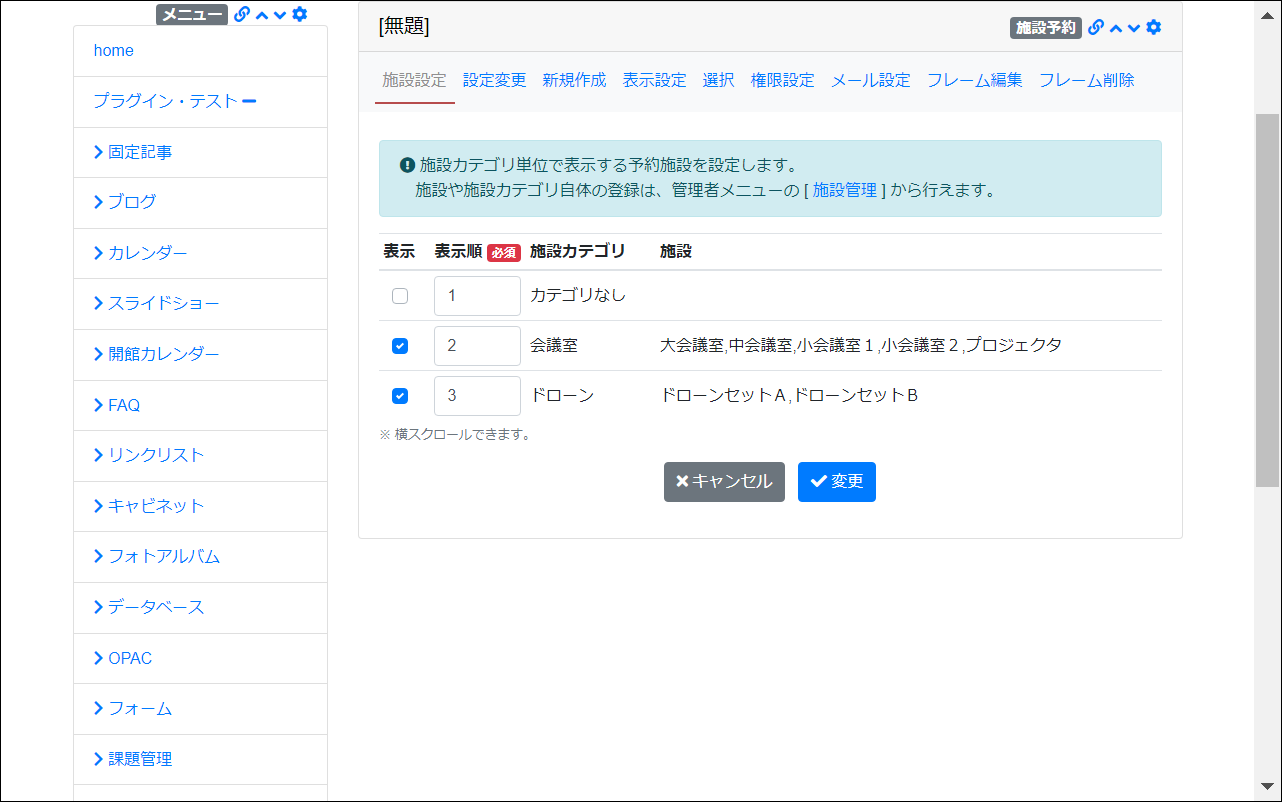 メニュー
home
プラグイン・テスト
固定記事
ブログ
カレンダー
スライドショー
開館カレンダー
FAQ
リンクリスト
キャビネット
フォトアルバム
データベース
OPAC
フォーム
課題管理
[無題]
施設予約
施設設定 設定変更 新規作成 表示設定 選択 権限設定 メール設定 フレーム編集 フレーム削除
施設カテゴリ単位で表示する予約施設を設定します。
施設や施設カテゴリ自体の登録は、管理者メニューの [ 施設管理 ] から行えます。
表示 表示順 必須 施設カテゴリ 施設
1 カテゴリなし
2 会議室 大会議室,中会議室,小会議室１,小会議室２,プロジェクタ
3 ドローン ドローンセットＡ,ドローンセットＢ
※ 横スクロールできます。
キャンセル 変更